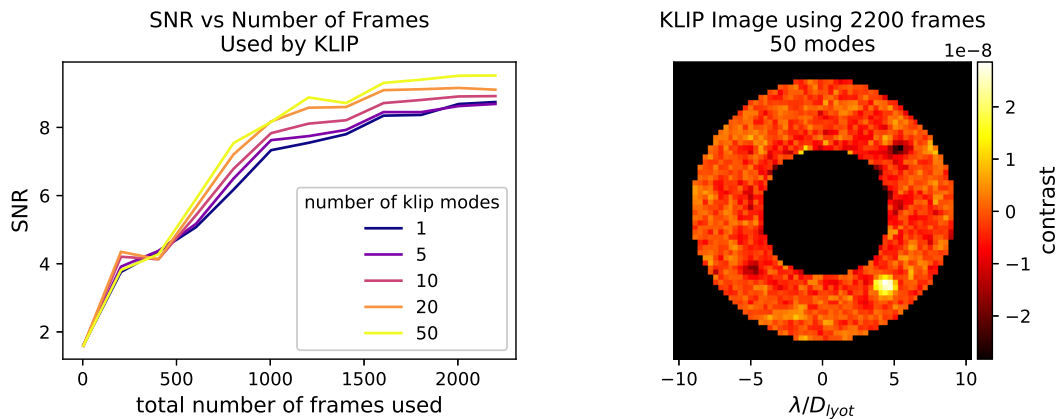 SNR vs Number of Frames
Used by KLIP
SNR
8
6
4
2
number of klip modes
1
5
10
20
50
0
500
1000
1500
2000
total number of frames used
KLIP Image using 2200 frames
50 modes
1e−8
2
1
0
−1
−2
contrast
−10
−5
0
5
10
λ/D_{lyot}